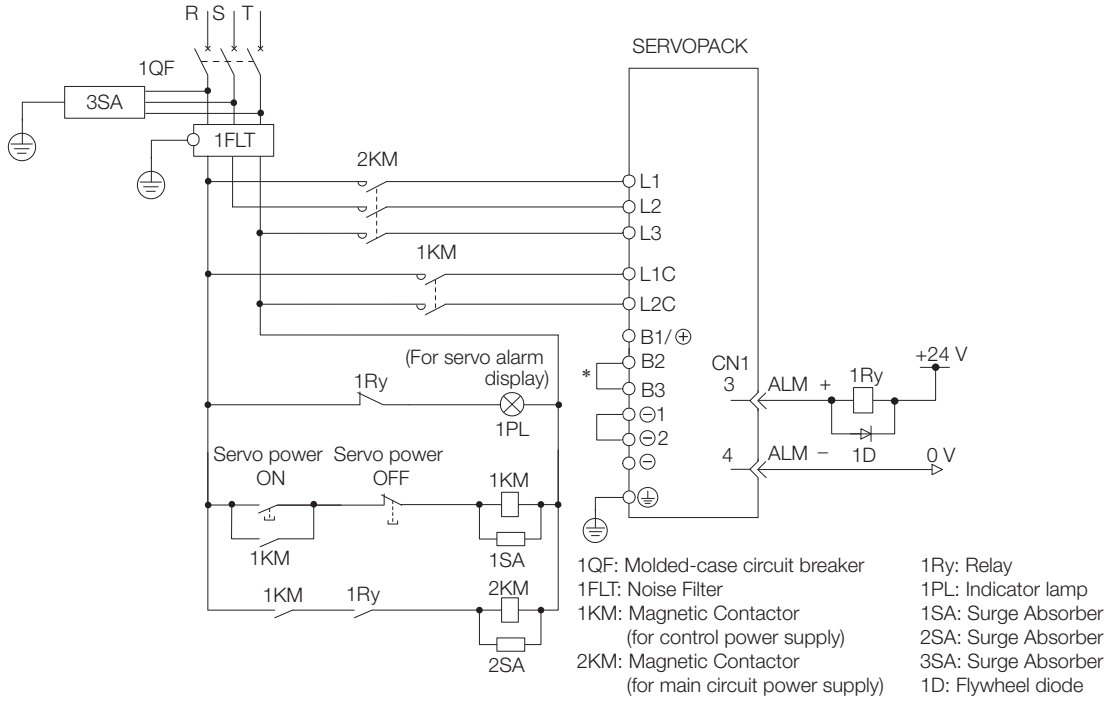 R S T
SERVOPACK
1QF
3SA
1FLT
2KM
L1
L2
L3
1KM
L1C
L2C
B1/⊕
(For servo alarm
display)
B2
CN1
+24 V
*
1Ry
B3
3
ALM +
1Ry
⊖1
1PL
⊖2
Servo power
ON
Servo power
OFF
4
ALM −
1D
0 V
⊖
1KM
1KM
1SA
1KM
1Ry
2KM
2SA
1QF: Molded-case circuit breaker
1FLT: Noise Filter
1KM: Magnetic Contactor
(for control power supply)
2KM: Magnetic Contactor
(for main circuit power supply)
1Ry: Relay
1PL: Indicator lamp
1SA: Surge Absorber
2SA: Surge Absorber
3SA: Surge Absorber
1D: Flywheel diode